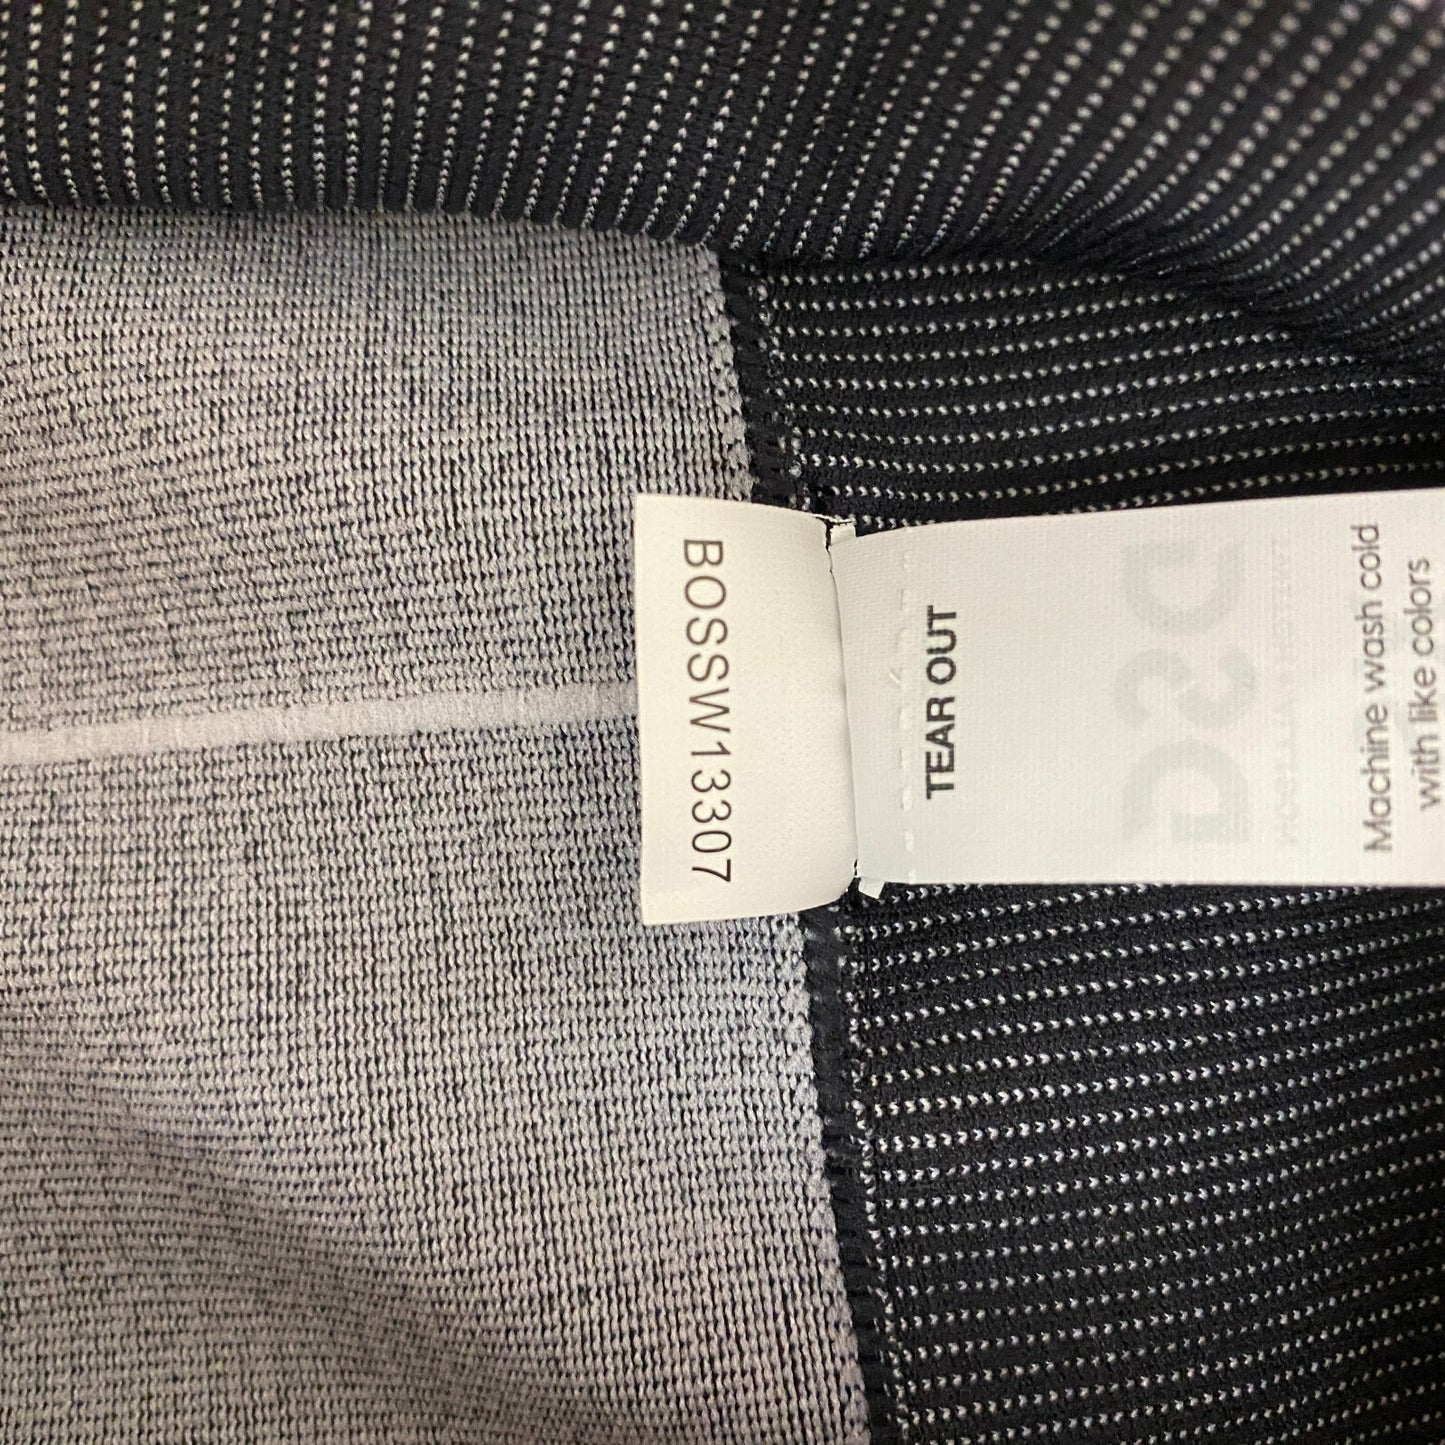 BOSSW13307
TEAR OUT
Machine wash cold
with like colors